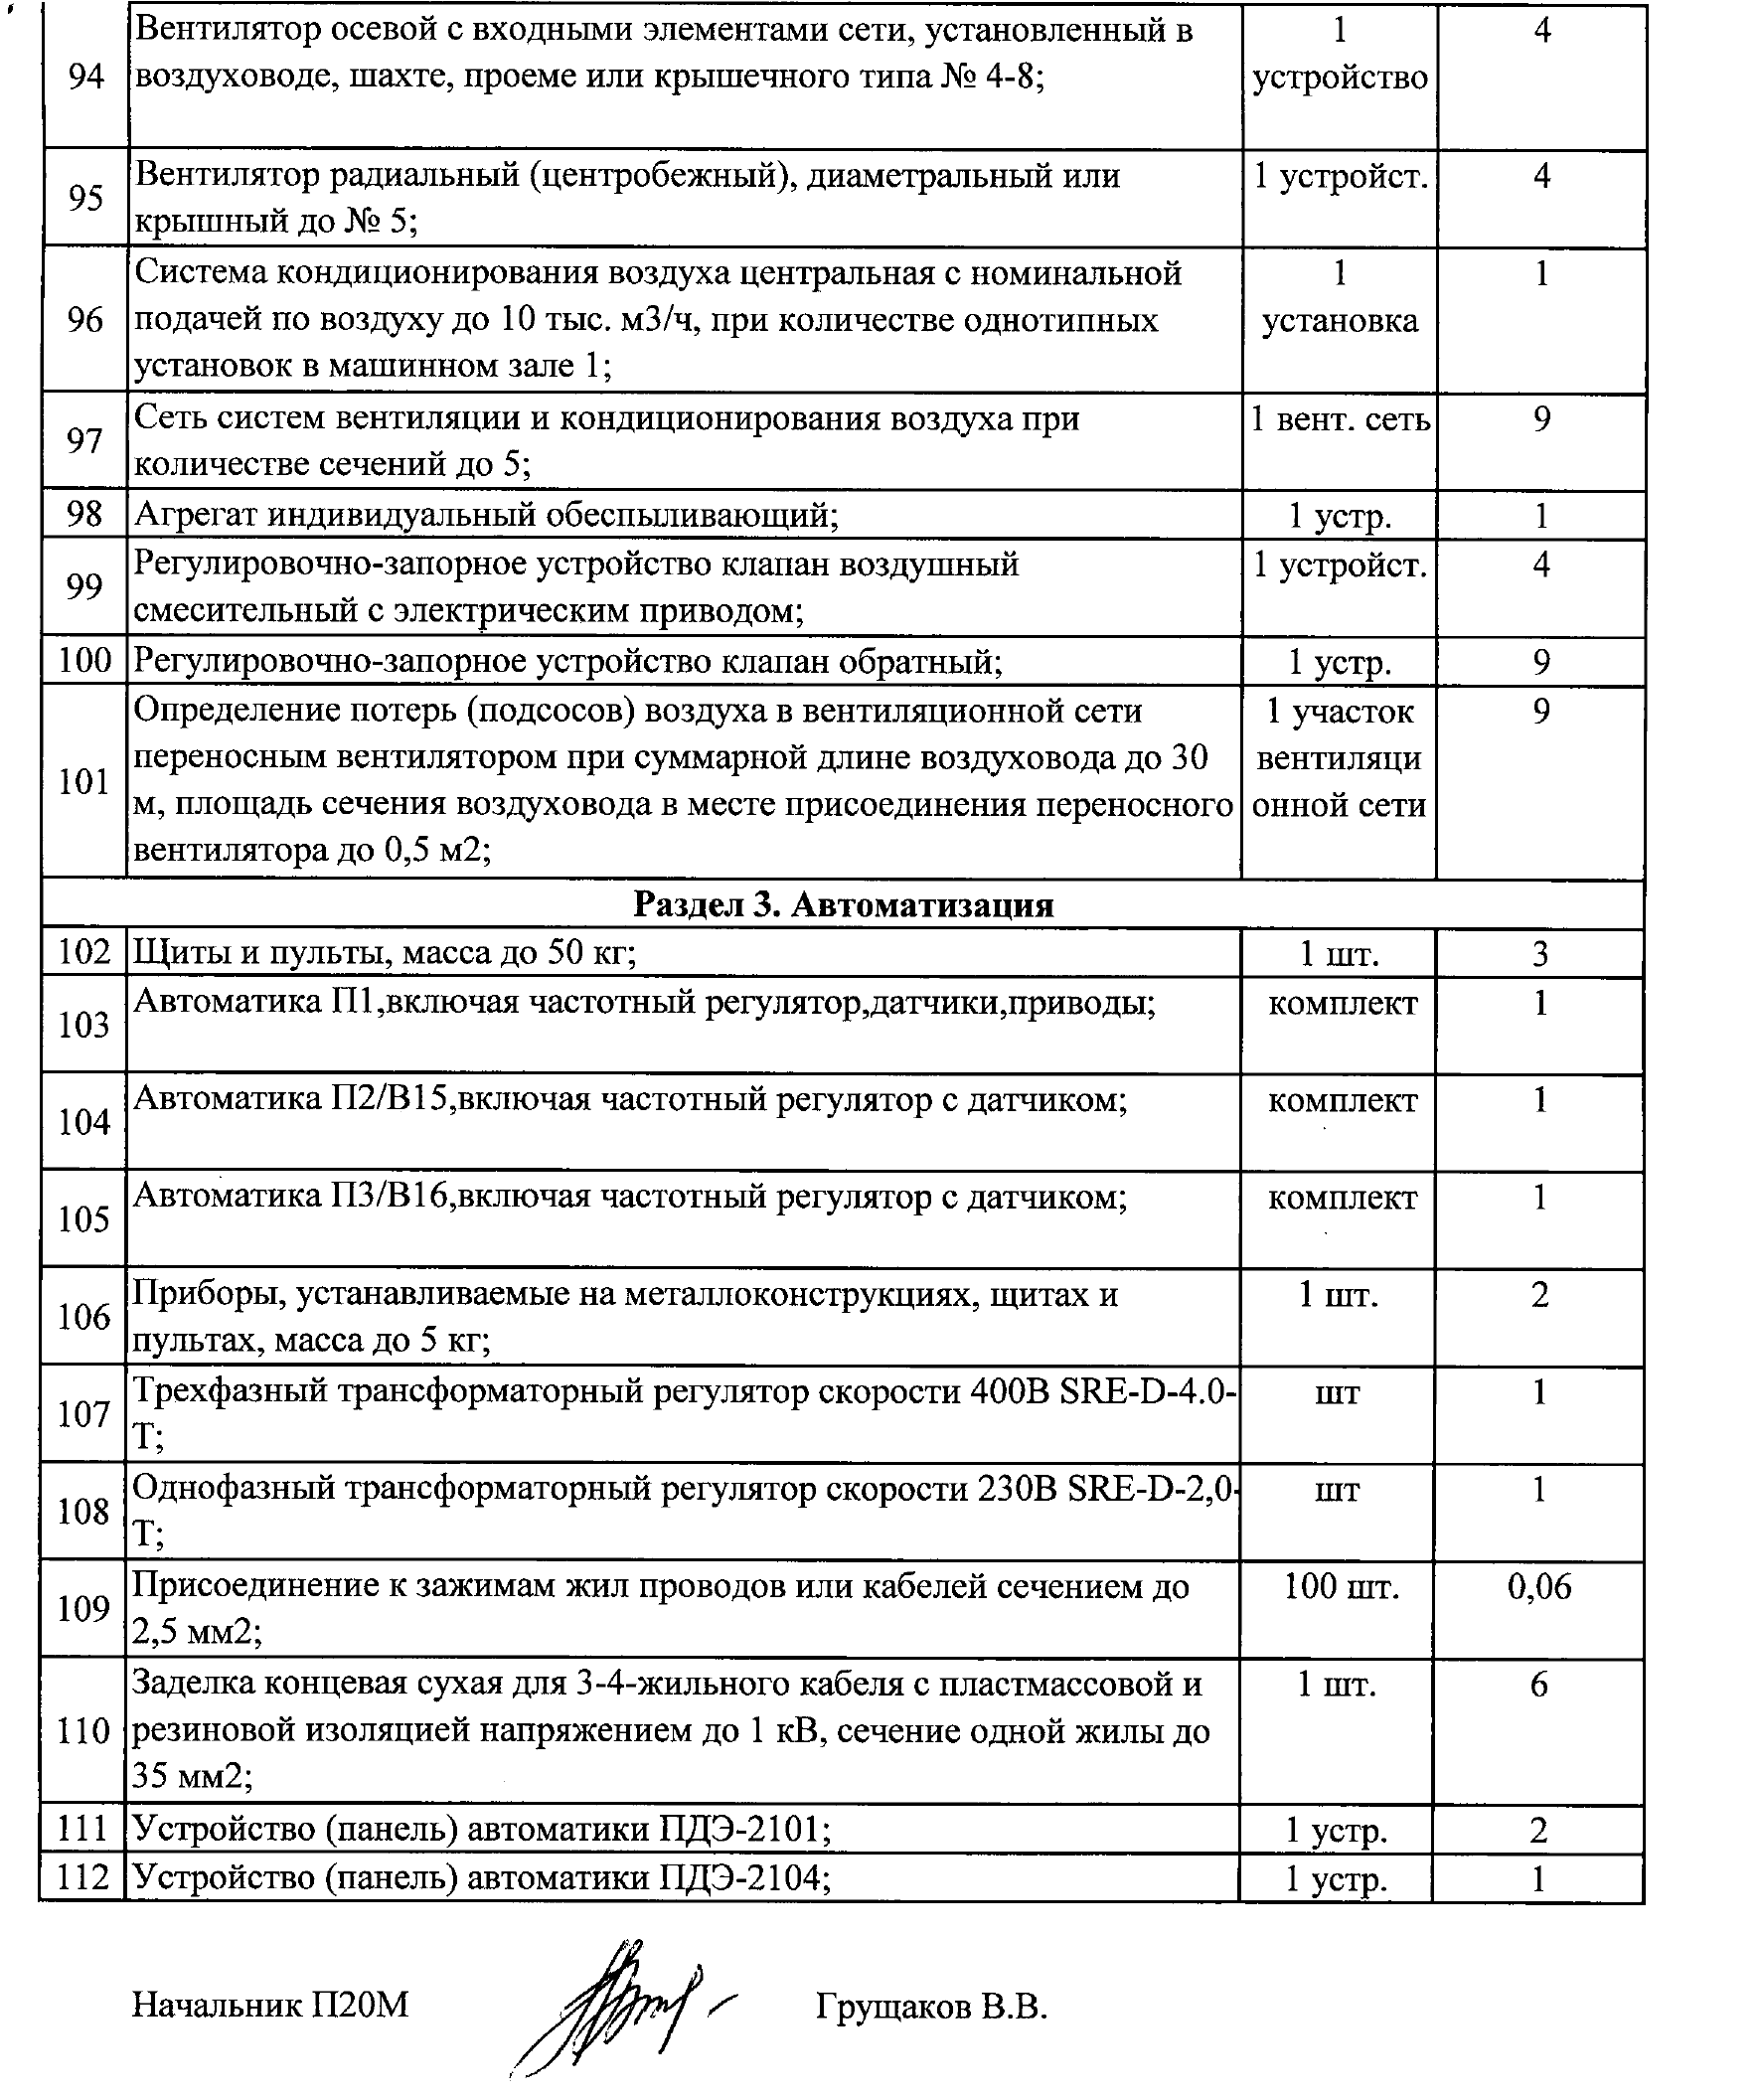 94 Вентилятор осевой с входными элементами сети, установленный в 1 4
воздуховоде, шахте, проеме или крышечного типа № 4-8; устройство
95 Вентилятор радиальный (центробежный), диаметральный или 1 устройст. 4
крышный до № 5;
96 Система кондиционирования воздуха центральная с номинальной 1 1
подачей по воздуху до 10 тыс. м3/ч, при количестве однотипных установка
установок в машинном зале 1;
97 Сеть систем вентиляции и кондиционирования воздуха при 1 вент. сеть 9
количестве сечений до 5;
98 Агрегат индивидуальный обеспыливающий; 1 устр. 1
99 Регулировочно-запорное устройство клапан воздушный 1 устройст. 4
смесительный с электрическим приводом;
100 Регулировочно-запорное устройство клапан обратный; 1 устр. 9
101 Определение потерь (подсосов) воздуха в вентиляционной сети 1 участок 9
переносным вентилятором при суммарной длине воздуховода до 30 вентиляци
м, площадь сечения воздуховода в месте присоединения переносного онной сети
вентилятора до 0,5 м2;
Раздел 3. Автоматизация
102 Щиты и пульты, масса до 50 кг; 1 шт. 3
103 Автоматика П1,включая частотный регулятор,датчики,приводы; комплект 1
104 Автоматика П2/В15,включая частотный регулятор с датчиком; комплект 1
105 Автоматика П3/В16,включая частотный регулятор с датчиком; комплект 1
106 Приборы, устанавливаемые на металлоконструкциях, щитах и 1 шт. 2
пультах, масса до 5 кг;
107 Трехфазный трансформаторный регулятор скорости 400В SRE-D-4.0- шт 1
Т;
108 Однофазный трансформаторный регулятор скорости 230В SRE-D-2,0- шт 1
Т;
109 Присоединение к зажимам жил проводов или кабелей сечением до 100 шт. 0,06
2,5 мм2;
110 Заделка концевая сухая для 3-4-жильного кабеля с пластмассовой и 1 шт. 6
резиновой изоляцией напряжением до 1 кВ, сечение одной жилы до
35 мм2;
111 Устройство (панель) автоматики ПДЭ-2101; 1 устр. 2
112 Устройство (панель) автоматики ПДЭ-2104; 1 устр. 1
Начальник П20М Грущаков В.В.